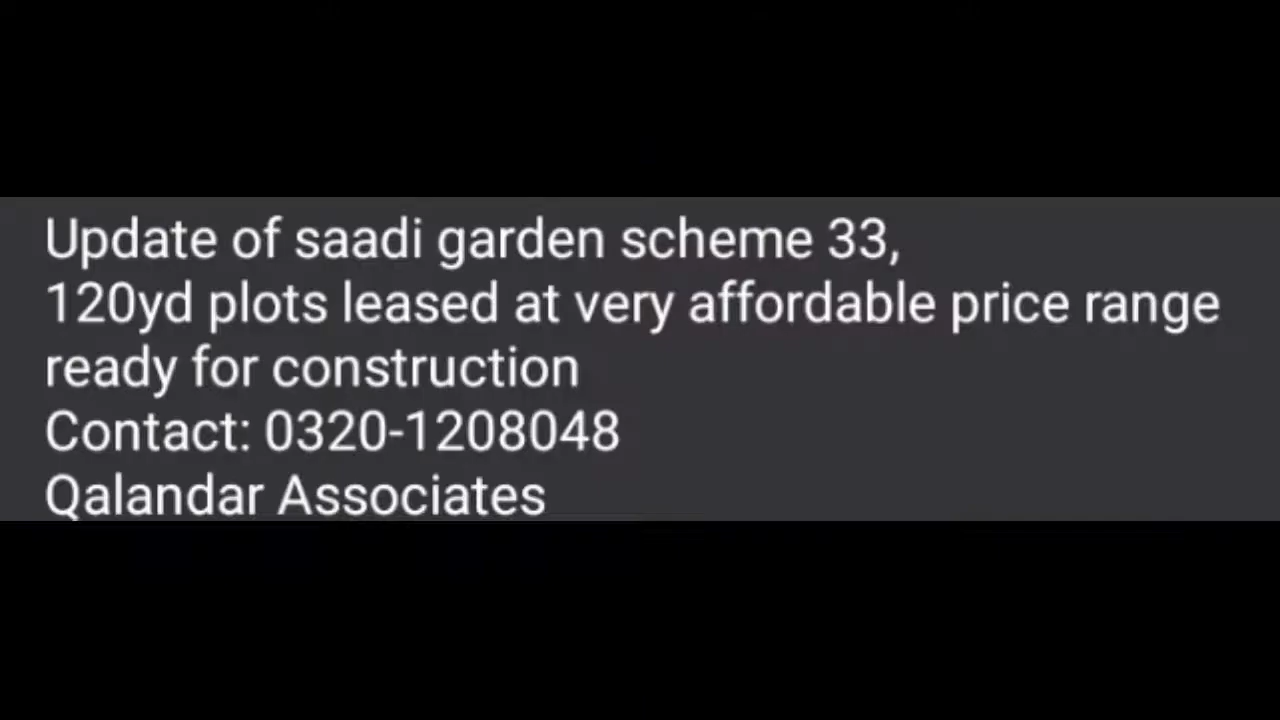 Update of saadi garden scheme 33,
120yd plots leased at very affordable price range
ready for construction
Contact: 0320-1208048
Qalandar Associates